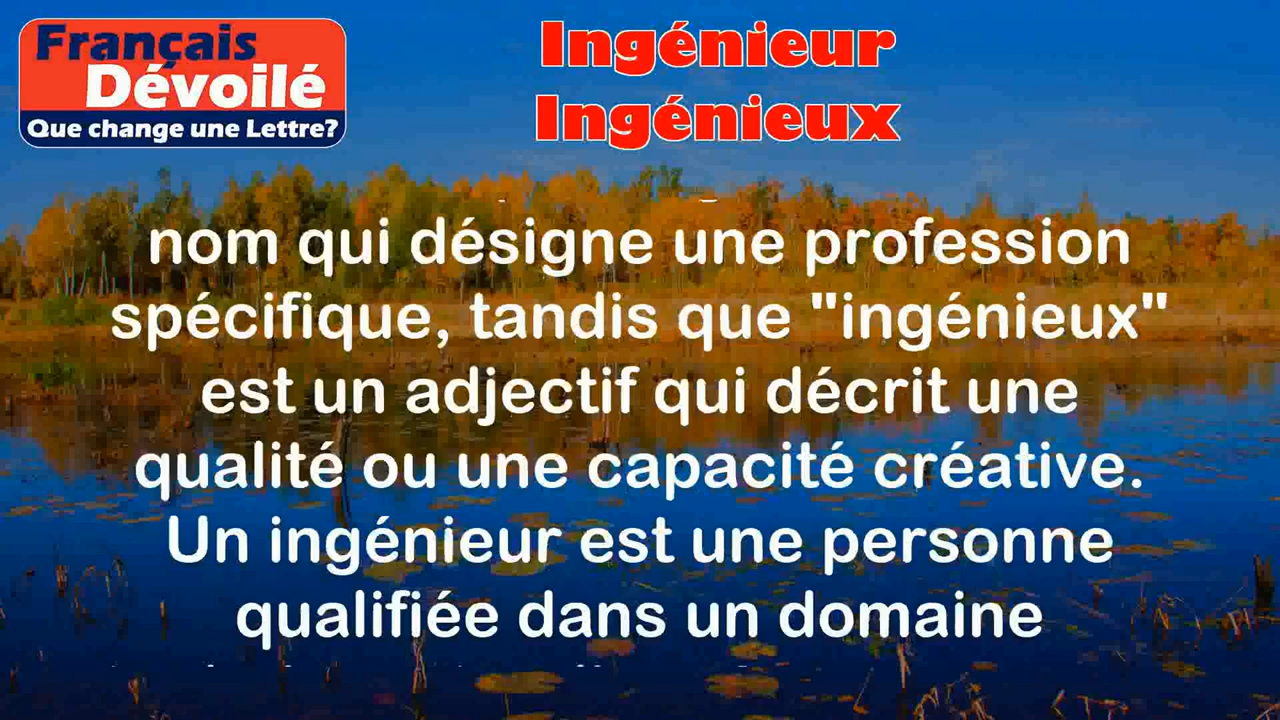 Français
Dévoilé
Que change une Lettre?
Ingénieur
Ingénieux
nom qui désigne une profession
spécifique, tandis que "ingénieux"
est un adjectif qui décrit une
qualité ou une capacité créative.
Un ingénieur est une personne
qualifiée dans un domaine